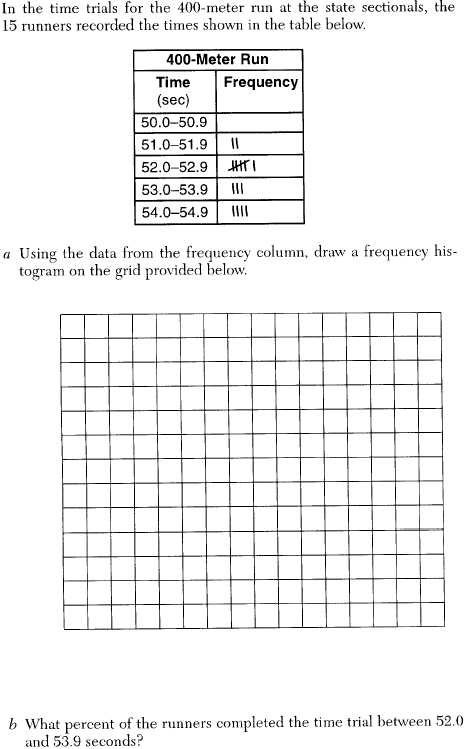 In the time trials for the 400-meter run at the state sectionals, the
15 runners recorded the times shown in the table below.
400-Meter Run
Time Frequency
(sec)
50.0–50.9
51.0–51.9 ||
52.0–52.9 |||| |
53.0–53.9 |||
54.0–54.9 ||||
a Using the data from the frequency column, draw a frequency his-
togram on the grid provided below.
b What percent of the runners completed the time trial between 52.0
and 53.9 seconds?